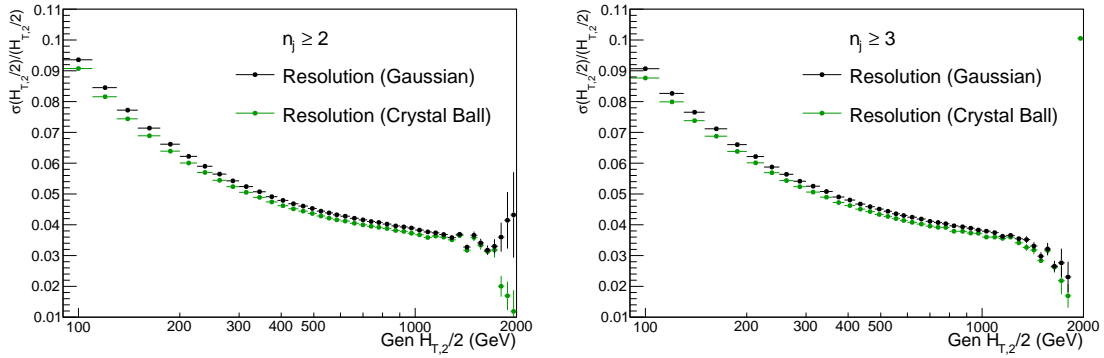 σ(H_T,2/2)/(H_T,2/2)
0.11
0.1
0.09
0.08
0.07
0.06
0.05
0.04
0.03
0.02
0.01
n_j ≥ 2
Resolution (Gaussian)
Resolution (Crystal Ball)
100 200 300 400 500 1000 2000
Gen H_T,2/2 (GeV)
σ(H_T,2/2)/(H_T,2/2)
0.11
0.1
0.09
0.08
0.07
0.06
0.05
0.04
0.03
0.02
0.01
n_j ≥ 3
Resolution (Gaussian)
Resolution (Crystal Ball)
100 200 300 400 500 1000 2000
Gen H_T,2/2 (GeV)